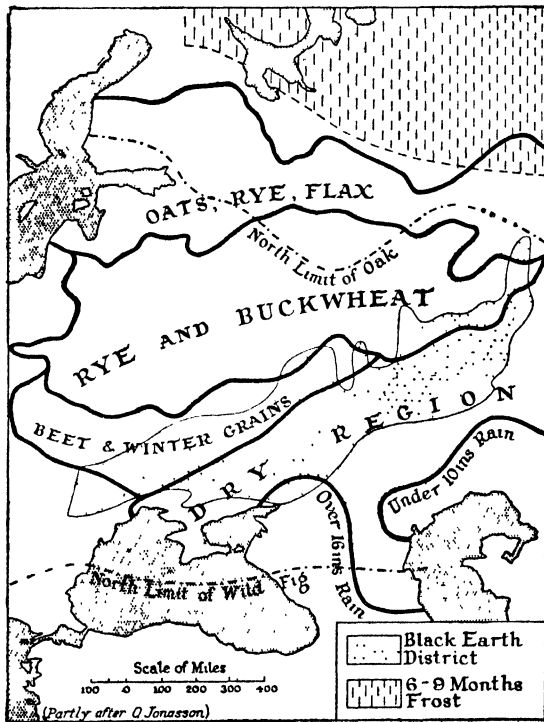 OATS, RYE, FLAX
North Limit of Oak
RYE AND BUCKWHEAT
BEET & WINTER GRAINS
DRY REGION
Under 10ins Rain
Over 16ins Rain
North Limit of Wild Fig
Scale of Miles
100 0 100 200 300 400
(Partly after O Jonasson)
Black Earth
District
6-9 Months
Frost